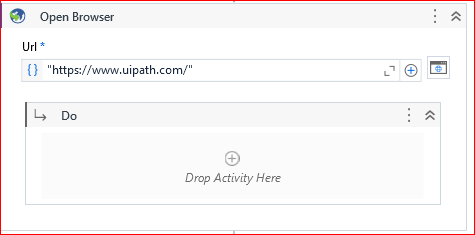 Open Browser
Url *
{ } "https://www.uipath.com/"
Do
Drop Activity Here